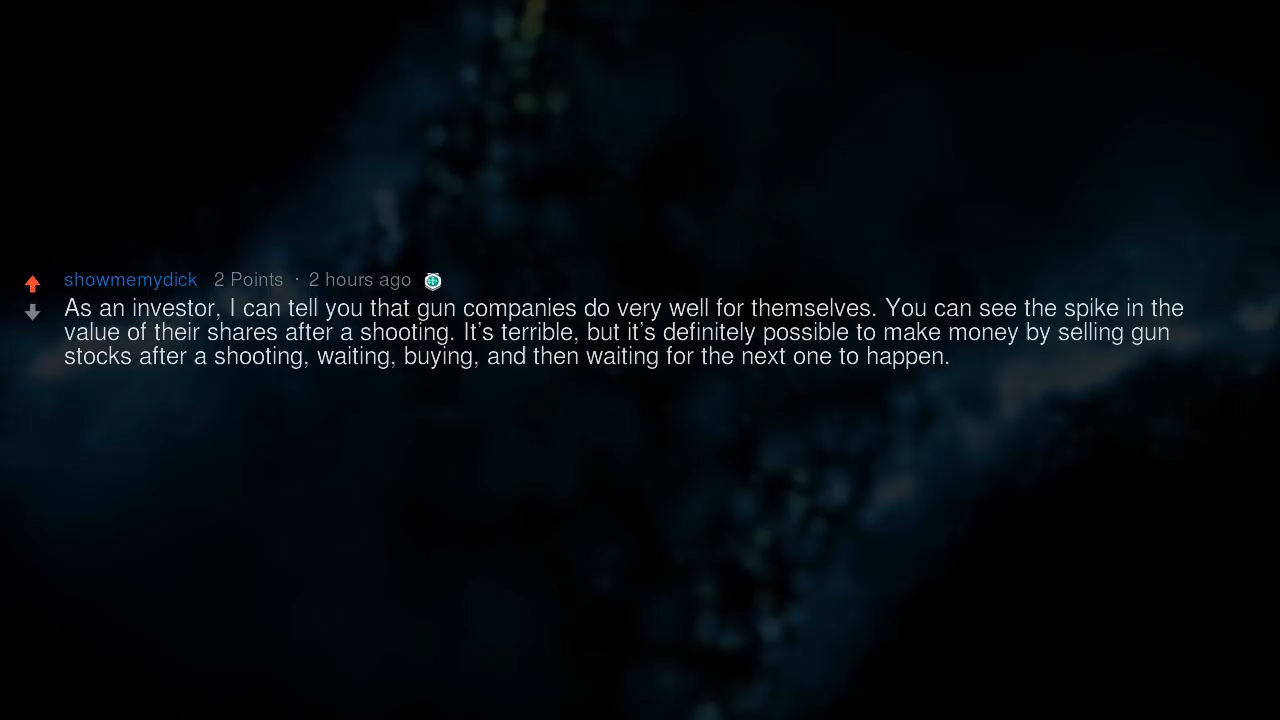 showmemydick 2 Points · 2 hours ago
As an investor, I can tell you that gun companies do very well for themselves. You can see the spike in the
value of their shares after a shooting. It's terrible, but it's definitely possible to make money by selling gun
stocks after a shooting, waiting, buying, and then waiting for the next one to happen.